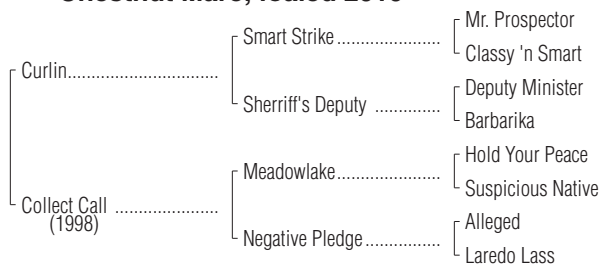 Smart Strike
Mr. Prospector
Classy 'n Smart
Curlin
Sherriff's Deputy
Deputy Minister
Barbarika
Meadowlake
Hold Your Peace
Suspicious Native
Collect Call
(1998)
Negative Pledge
Alleged
Laredo Lass